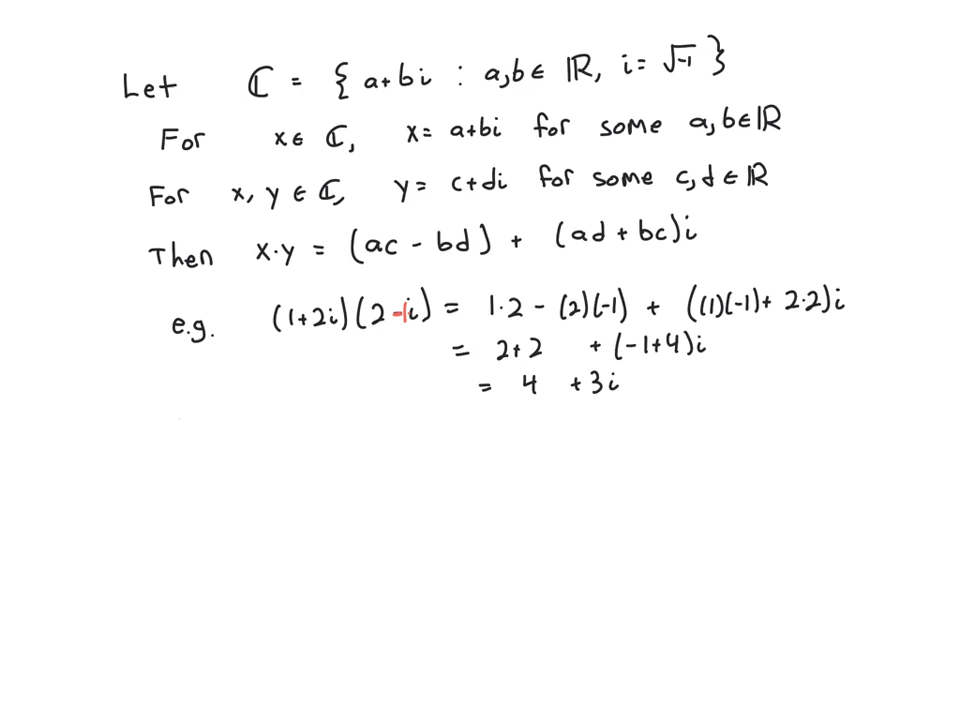 Let ℂ = { a+bi : a,b ∈ ℝ, i = √-1 }
For x ∈ ℂ, x = a+bi for some a,b ∈ ℝ
For x, y ∈ ℂ, y = c+di for some c,d ∈ ℝ
Then x·y = (ac - bd) + (ad + bc)i
e.g. (1+2i)(2-1i) = 1·2 - (2)(-1) + ((1)(-1) + 2·2)i
= 2+2 + (-1+4)i
= 4 + 3i